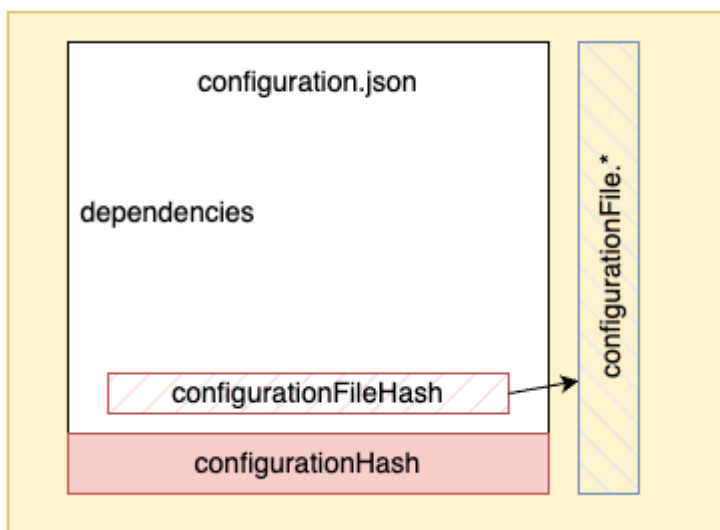 configuration.json
dependencies
configurationFileHash
configurationHash
configurationFile.*